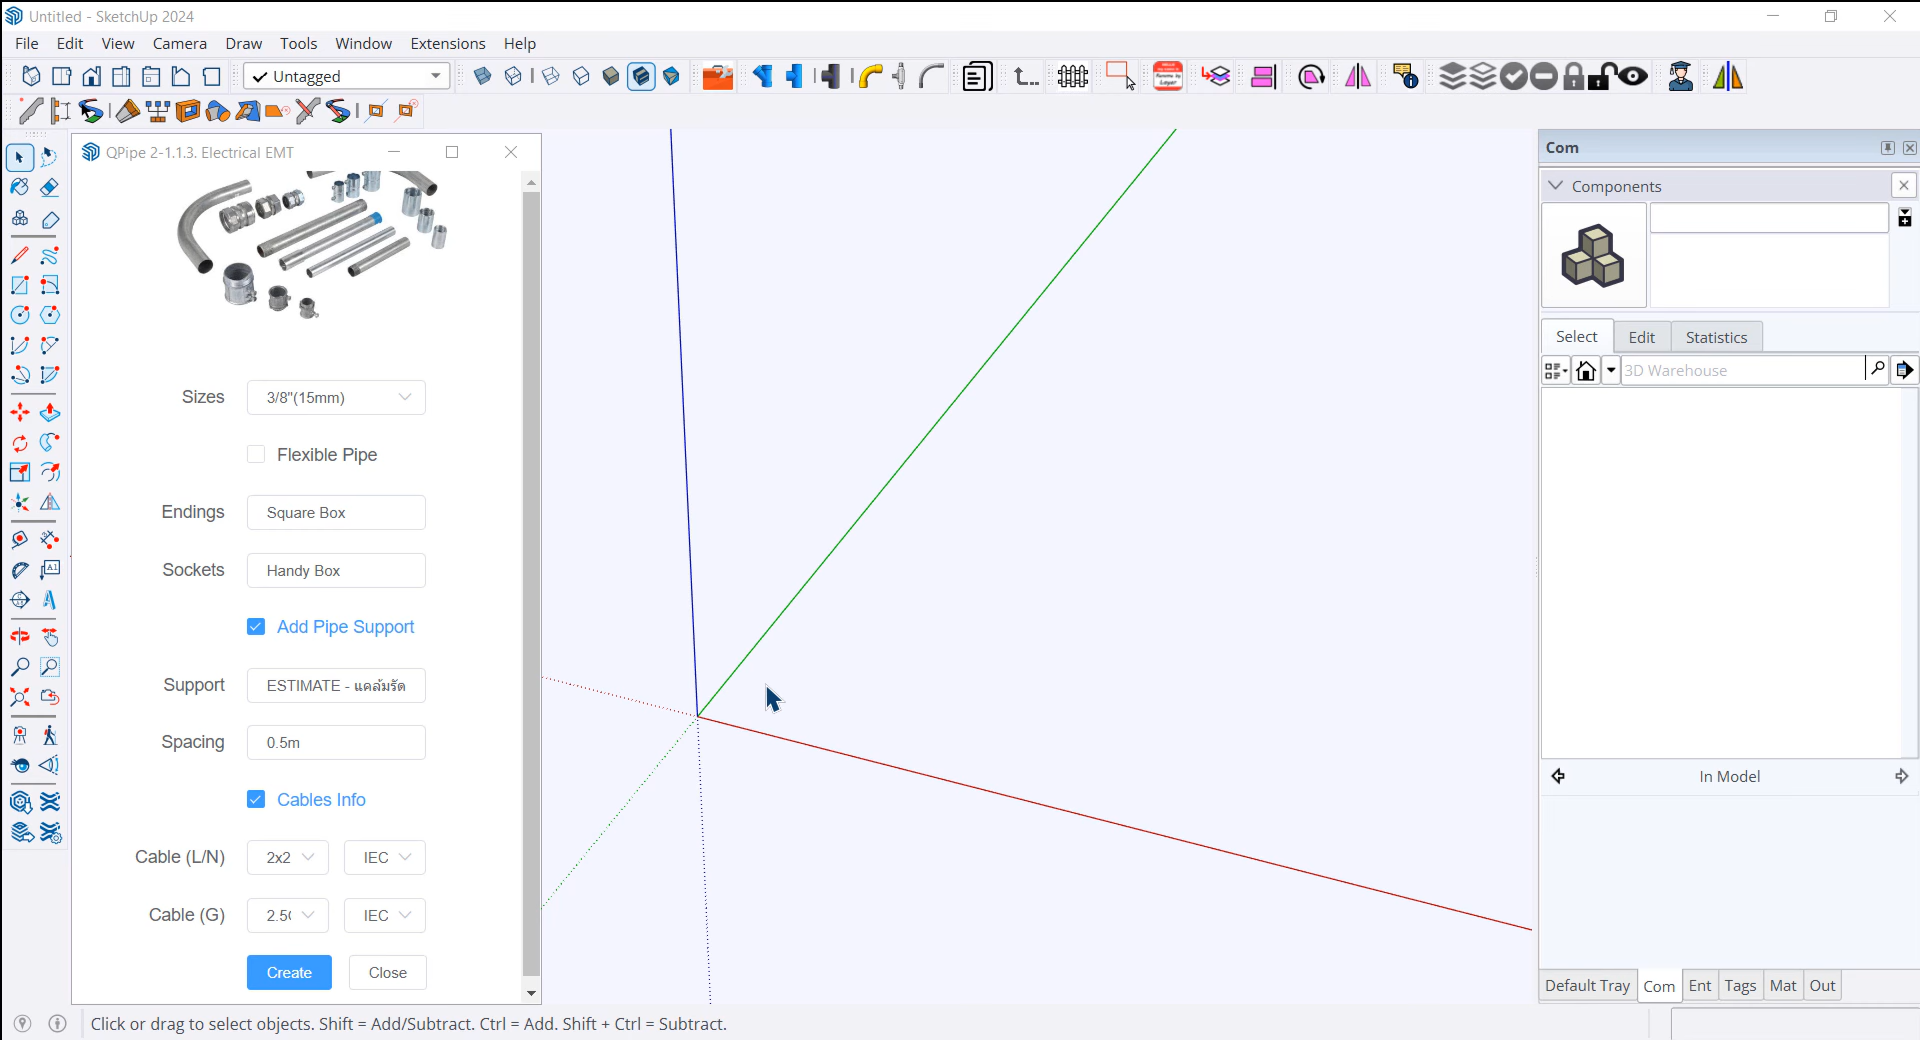 Untitled - SketchUp 2024
File Edit View Camera Draw Tools Window Extensions Help
Untagged
QPipe 2-1.1.3. Electrical EMT
Sizes 3/8"(15mm)
Flexible Pipe
Endings Square Box
Sockets Handy Box
Add Pipe Support
Support ESTIMATE - แคล้มรัด
Spacing 0.5m
Cables Info
Cable (L/N) 2x2 IEC
Cable (G) 2.5( IEC
Create Close
Com
Components
Select Edit Statistics
3D Warehouse
In Model
Default Tray Com Ent Tags Mat Out
Click or drag to select objects. Shift = Add/Subtract. Ctrl = Add. Shift + Ctrl = Subtract.